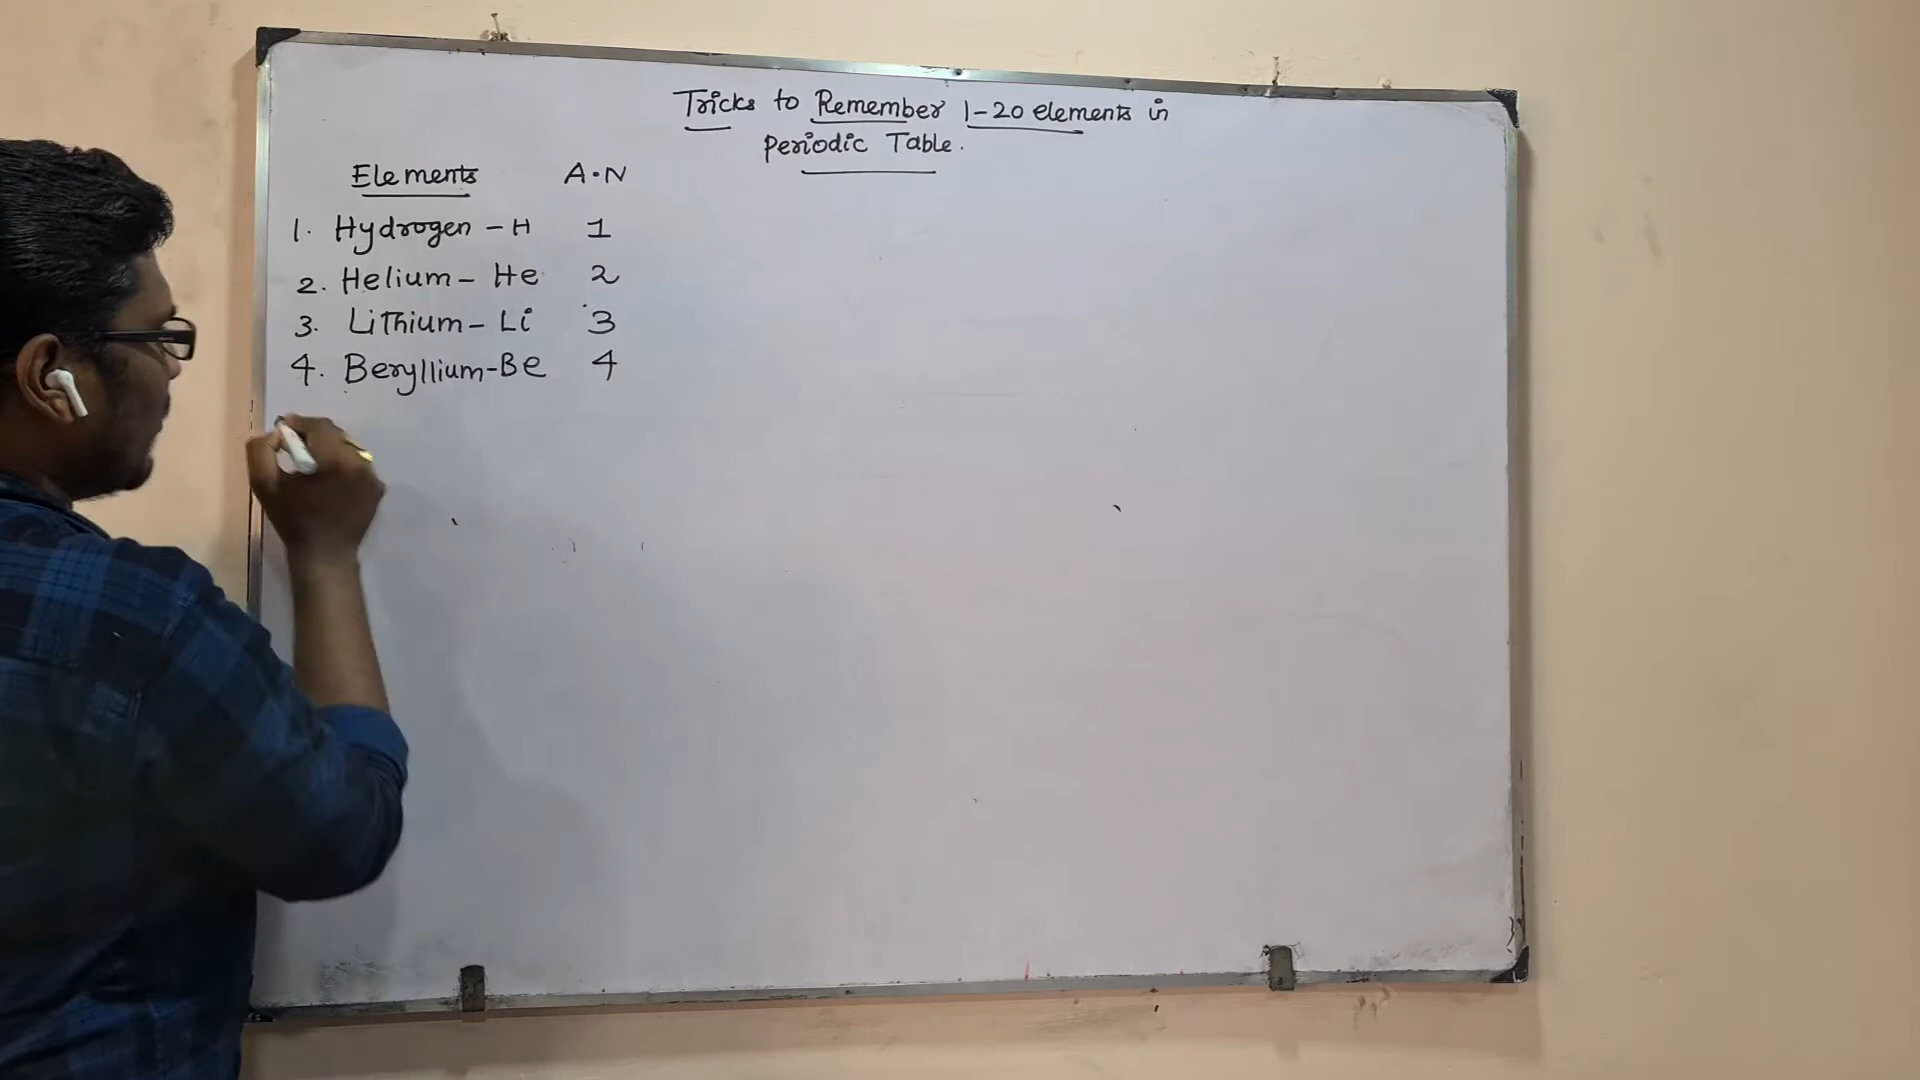 Tricks to Remember 1-20 elements in
Periodic Table.
Elements A.N
1. Hydrogen - H 1
2. Helium - He 2
3. Lithium - Li 3
4. Beryllium - Be 4